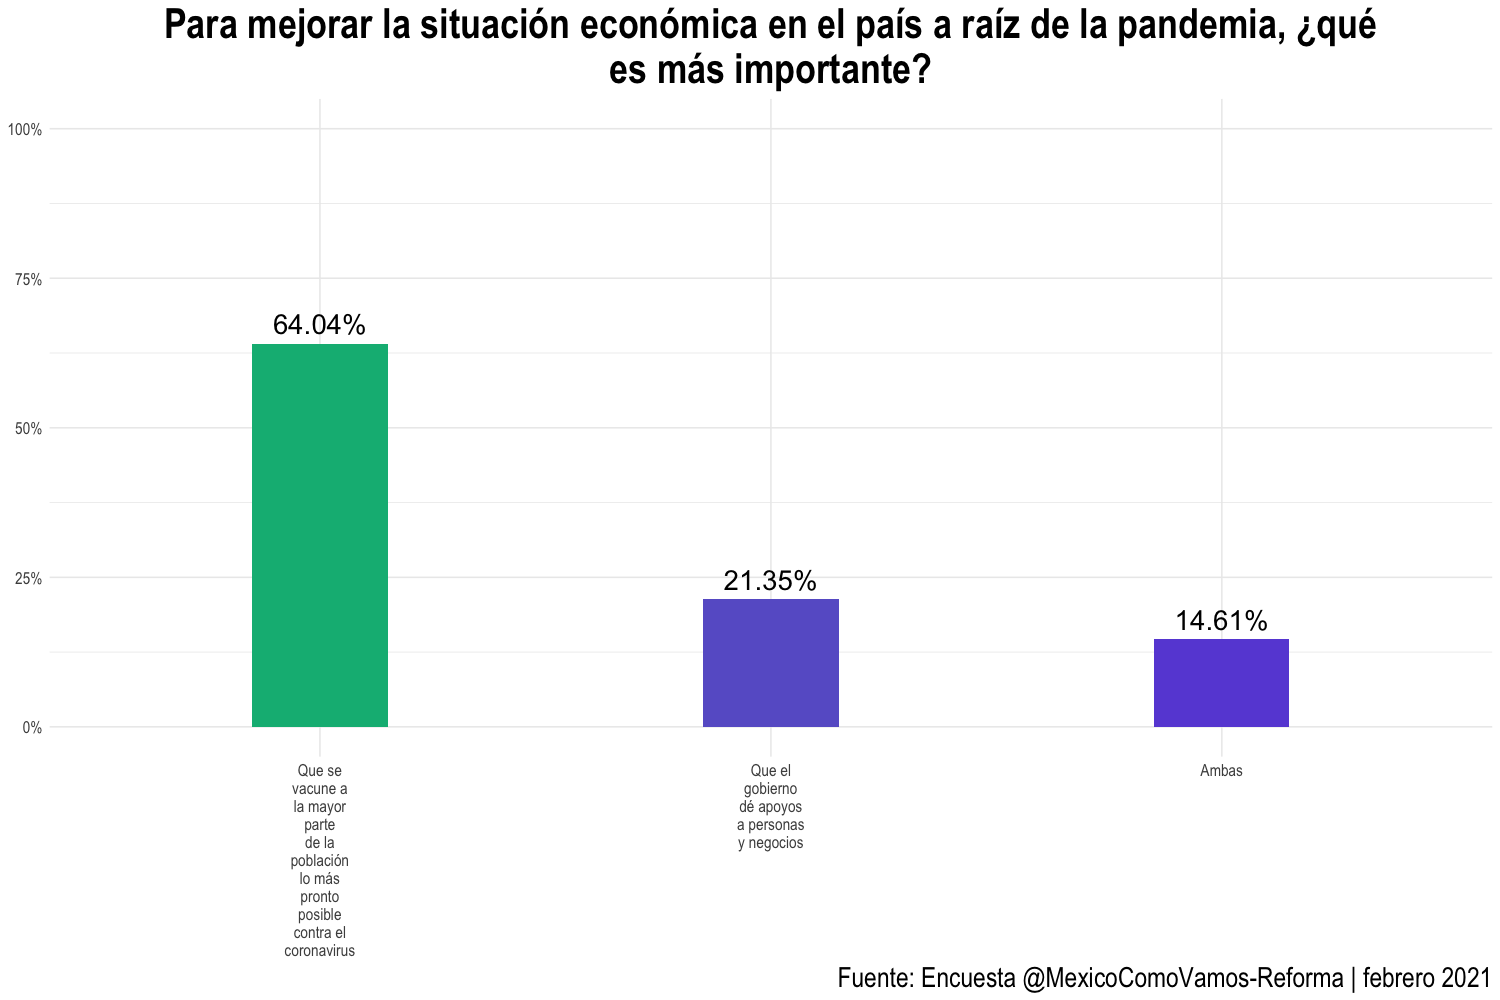 Para mejorar la situación económica en el país a raíz de la pandemia, ¿qué
es más importante?
100%
75%
50%
25%
0%
64.04%
21.35%
14.61%
Que se
vacune a
la mayor
parte
de la
población
lo más
pronto
posible
contra el
coronavirus
Que el
gobierno
dé apoyos
a personas
y negocios
Ambas
Fuente: Encuesta @MexicoComoVamos-Reforma | febrero 2021